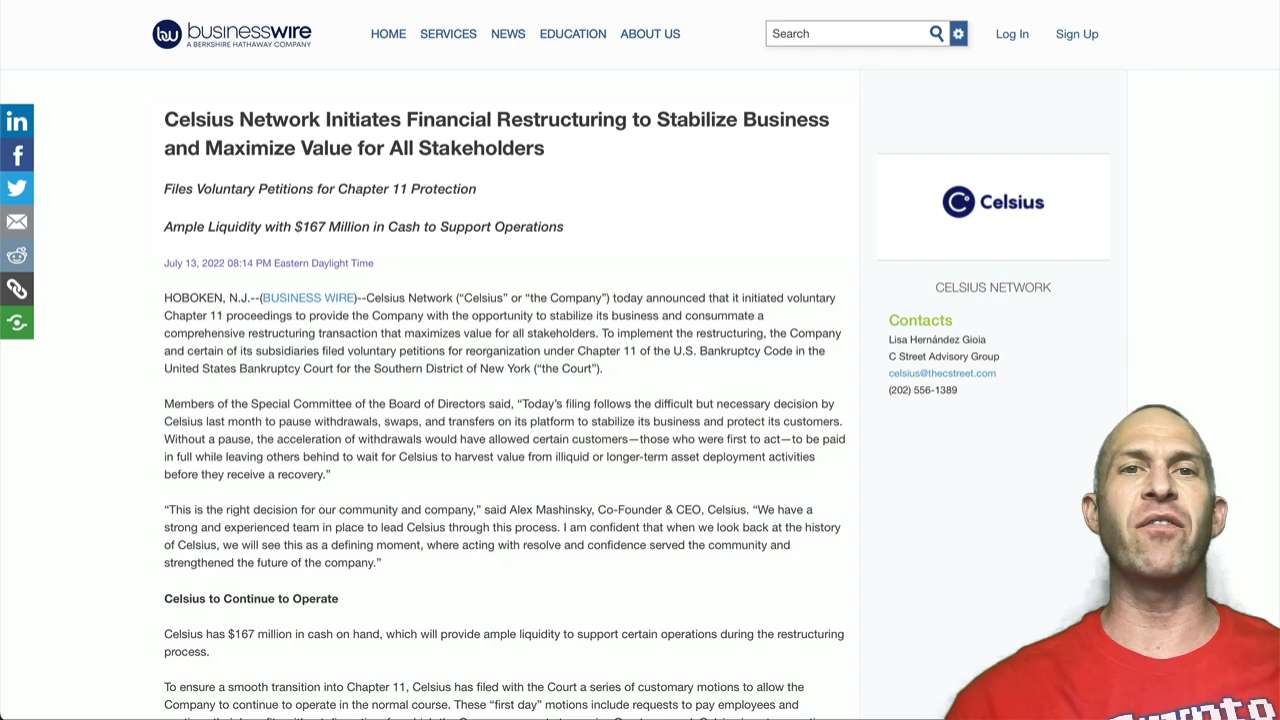 businesswire
A BERKSHIRE HATHAWAY COMPANY
HOME SERVICES NEWS EDUCATION ABOUT US
Search
Log In Sign Up
Celsius Network Initiates Financial Restructuring to Stabilize Business
and Maximize Value for All Stakeholders
Files Voluntary Petitions for Chapter 11 Protection
Ample Liquidity with $167 Million in Cash to Support Operations
July 13, 2022 08:14 PM Eastern Daylight Time
HOBOKEN, N.J.--(BUSINESS WIRE)--Celsius Network (“Celsius” or “the Company”) today announced that it initiated voluntary
Chapter 11 proceedings to provide the Company with the opportunity to stabilize its business and consummate a
comprehensive restructuring transaction that maximizes value for all stakeholders. To implement the restructuring, the Company
and certain of its subsidiaries filed voluntary petitions for reorganization under Chapter 11 of the U.S. Bankruptcy Code in the
United States Bankruptcy Court for the Southern District of New York (“the Court”).
Members of the Special Committee of the Board of Directors said, “Today’s filing follows the difficult but necessary decision by
Celsius last month to pause withdrawals, swaps, and transfers on its platform to stabilize its business and protect its customers.
Without a pause, the acceleration of withdrawals would have allowed certain customers—those who were first to act—to be paid
in full while leaving others behind to wait for Celsius to harvest value from illiquid or longer-term asset deployment activities
before they receive a recovery.”
“This is the right decision for our community and company,” said Alex Mashinsky, Co-Founder & CEO, Celsius. “We have a
strong and experienced team in place to lead Celsius through this process. I am confident that when we look back at the history
of Celsius, we will see this as a defining moment, where acting with resolve and confidence served the community and
strengthened the future of the company.”
Celsius to Continue to Operate
Celsius has $167 million in cash on hand, which will provide ample liquidity to support certain operations during the restructuring
process.
To ensure a smooth transition into Chapter 11, Celsius has filed with the Court a series of customary motions to allow the
Company to continue to operate in the normal course. These “first day” motions include requests to pay employees and
Celsius
CELSIUS NETWORK
Contacts
Lisa Hernández Gioia
C Street Advisory Group
celsius@thecstreet.com
(202) 556-1389
Crypto